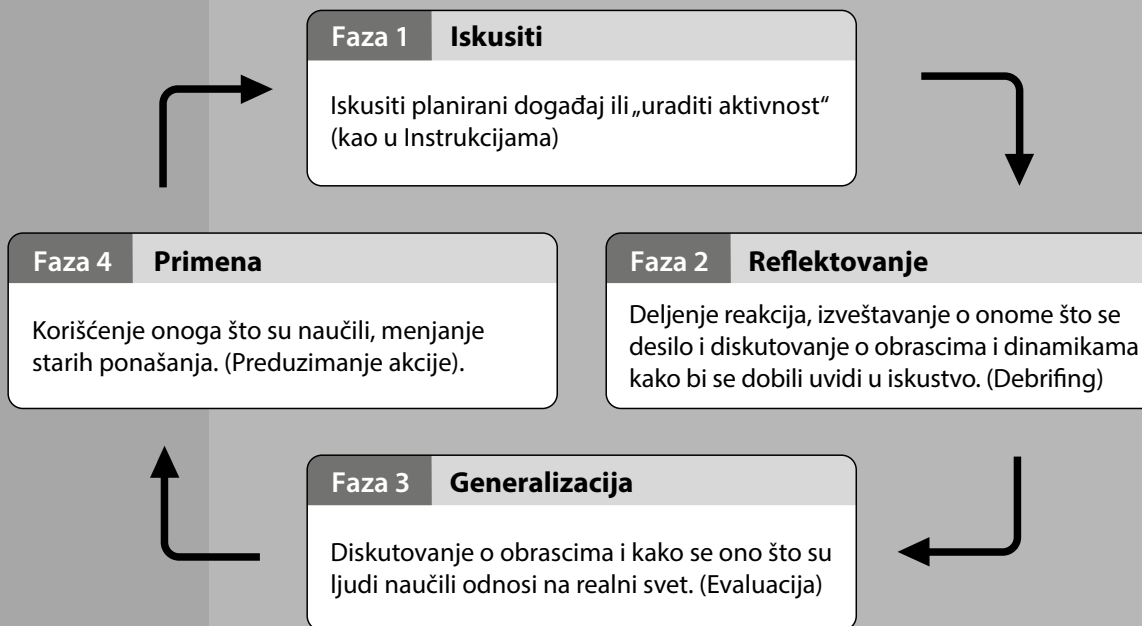 Faza 1 Iskusiti
Iskusiti planirani događaj ili „uraditi aktivnost“
(kao u Instrukcijama)
Faza 2 Reflektovanje
Deljenje reakcija, izveštavanje o onome što se
desilo i diskutovanje o obrascima i dinamikama
kako bi se dobili uvidi u iskustvo. (Debrifing)
Faza 3 Generalizacija
Diskutovanje o obrascima i kako se ono što su
ljudi naučili odnosi na realni svet. (Evaluacija)
Faza 4 Primena
Korišćenje onoga što su naučili, menjanje
starih ponašanja. (Preduzimanje akcije).